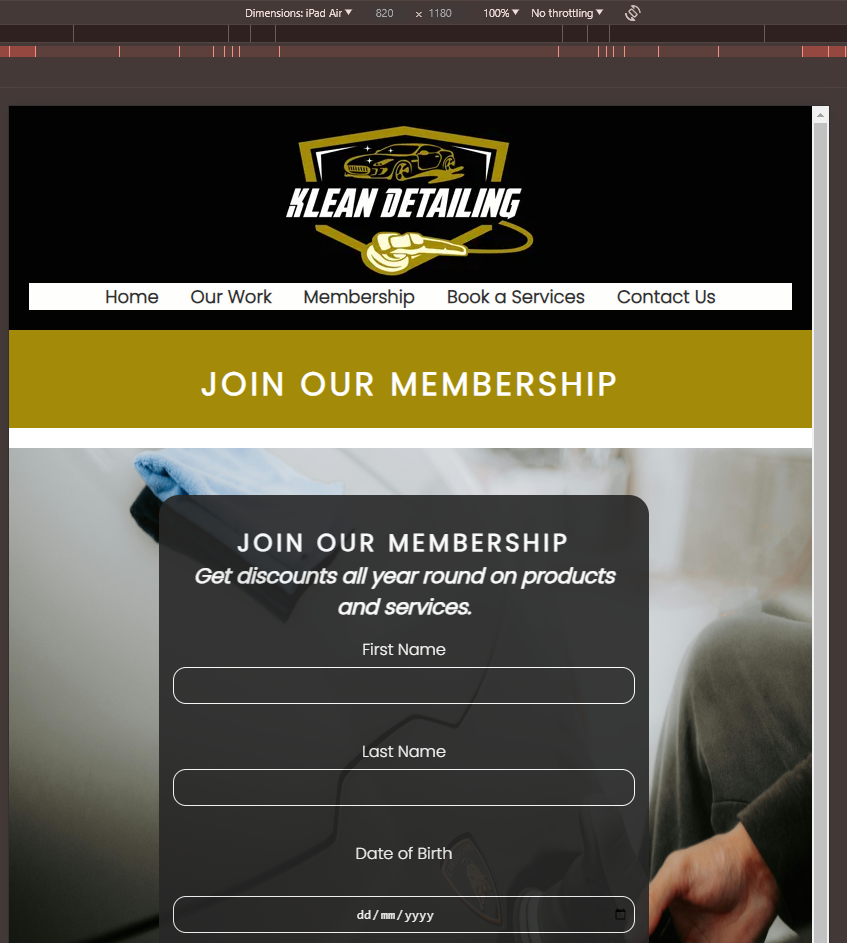 Dimensions: iPad Air 820 × 1180 100% No throttling
KLEAN DETAILING
Home Our Work Membership Book a Services Contact Us
JOIN OUR MEMBERSHIP
JOIN OUR MEMBERSHIP
Get discounts all year round on products
and services.
First Name
Last Name
Date of Birth
dd/mm/yyyy